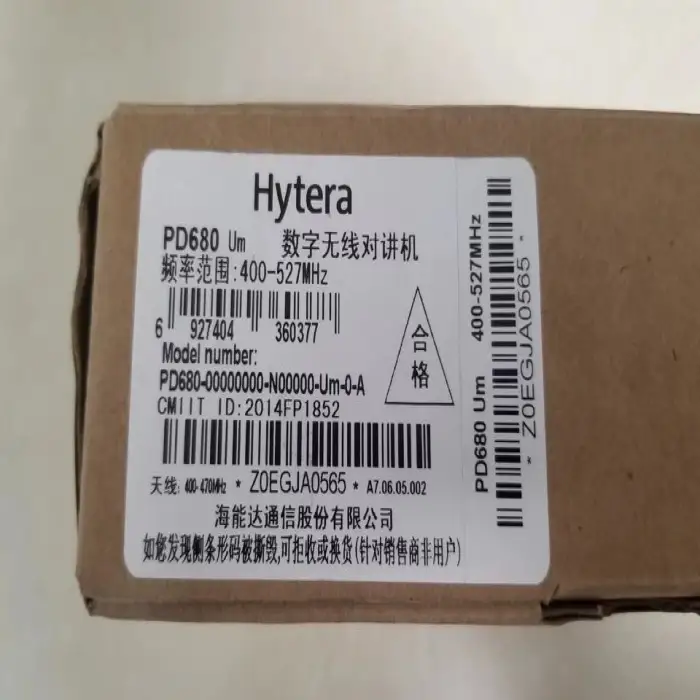 Hytera
PD680 Um 数字无线对讲机
频率范围:400-527MHz
6 927404 360377
Model number:
PD680-00000000-N00000-Um-0-A
CMIIT ID:2014FP1852
天线: 400-470MHz * Z0EGJA0565 * A7.06.05.002
海能达通信股份有限公司
如您发现侧条形码被撕毁,可拒收或换货(针对销售商非用户)
合
格
PD680 Um 400-527MHz
* Z0EGJA0565 *